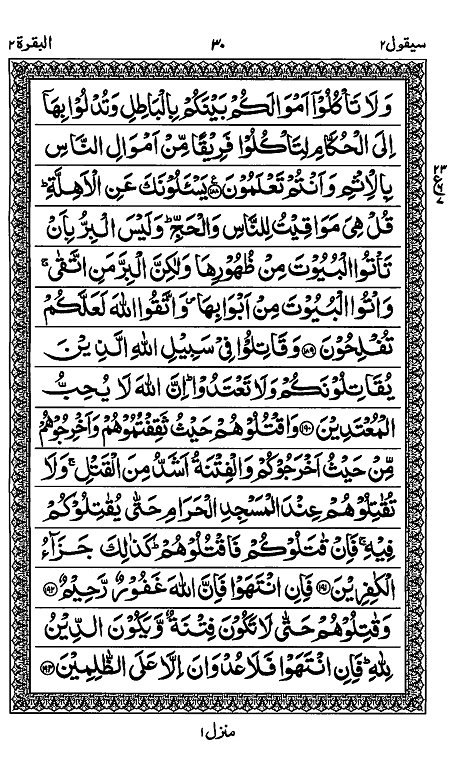 سيقول ٢ ٣٠ البقرة ٢
وَلَا تَأْكُلُوْٓا اَمْوَالَكُمْ بَيْنَكُمْ بِالْبَاطِلِ وَتُدْلُوْا بِهَآ
اِلَى الْحُكَّامِ لِتَأْكُلُوْا فَرِيْقًا مِّنْ اَمْوَالِ النَّاسِ
بِالْاِثْمِ وَاَنْتُمْ تَعْلَمُوْنَ ۝١٨٨ يَسْـَٔلُوْنَكَ عَنِ الْاَهِلَّةِ ؕ
قُلْ هِىَ مَوَاقِيْتُ لِلنَّاسِ وَالْحَجِّ ؕ وَلَيْسَ الْبِرُّ بِاَنْ
تَاْتُوا الْبُيُوْتَ مِنْ ظُهُوْرِهَا وَلٰكِنَّ الْبِرَّ مَنِ اتَّقٰى ۚ
وَاْتُوا الْبُيُوْتَ مِنْ اَبْوَابِهَا ۪ وَاتَّقُوا اللّٰهَ لَعَلَّكُمْ
تُفْلِحُوْنَ ۝١٨٩ وَقَاتِلُوْا فِىْ سَبِيْلِ اللّٰهِ الَّذِيْنَ
يُقَاتِلُوْنَكُمْ وَلَا تَعْتَدُوْا ؕ اِنَّ اللّٰهَ لَا يُحِبُّ
الْمُعْتَدِيْنَ ۝١٩٠ وَاقْتُلُوْهُمْ حَيْثُ ثَقِفْتُمُوْهُمْ وَاَخْرِجُوْهُمْ
مِّنْ حَيْثُ اَخْرَجُوْكُمْ وَالْفِتْنَةُ اَشَدُّ مِنَ الْقَتْلِ ۚ وَلَا
تُقٰتِلُوْهُمْ عِنْدَ الْمَسْجِدِ الْحَرَامِ حَتّٰى يُقٰتِلُوْكُمْ
فِيْهِ ۚ فَاِنْ قٰتَلُوْكُمْ فَاقْتُلُوْهُمْ ؕ كَذٰلِكَ جَزَآءُ
الْكٰفِرِيْنَ ۝١٩١ فَاِنِ انْتَهَوْا فَاِنَّ اللّٰهَ غَفُوْرٌ رَّحِيْمٌ ۝١٩٢
وَقٰتِلُوْهُمْ حَتّٰى لَا تَكُوْنَ فِتْنَةٌ وَّيَكُوْنَ الدِّيْنُ
لِلّٰهِ ؕ فَاِنِ انْتَهَوْا فَلَا عُدْوَانَ اِلَّا عَلَى الظّٰلِمِيْنَ ۝١٩٣
منزل ١